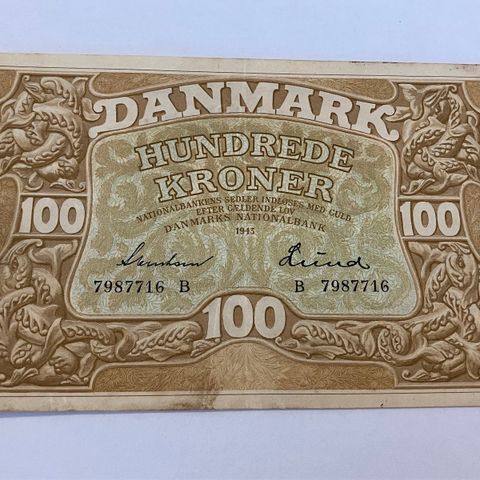 DANMARK
HUNDREDE
KRONER
NATIONALBANKENS SEDLER INDLØSES MED GULD
EFTER GÆLDENDE LOV
DANMARKS NATIONALBANK
1943
100 100
7987716 B B 7987716
100